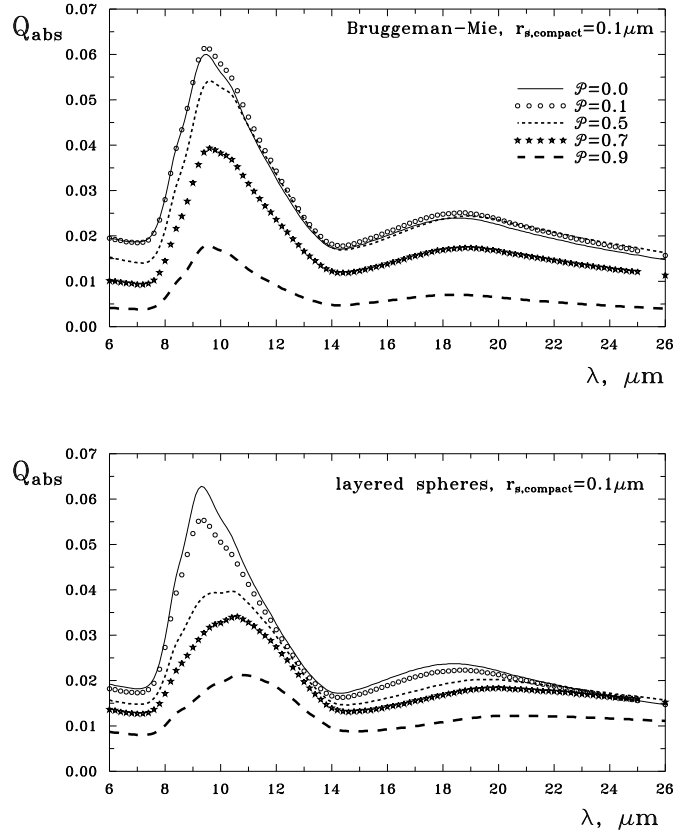 Q_abs
Bruggeman-Mie, r_s,compact=0.1μm
0.07
0.06
0.05
0.04
0.03
0.02
0.01
0.00
𝒫=0.0
𝒫=0.1
𝒫=0.5
𝒫=0.7
𝒫=0.9
6 8 10 12 14 16 18 20 22 24 26
λ, μm
Q_abs
layered spheres, r_s,compact=0.1μm
0.07
0.06
0.05
0.04
0.03
0.02
0.01
0.00
6 8 10 12 14 16 18 20 22 24 26
λ, μm